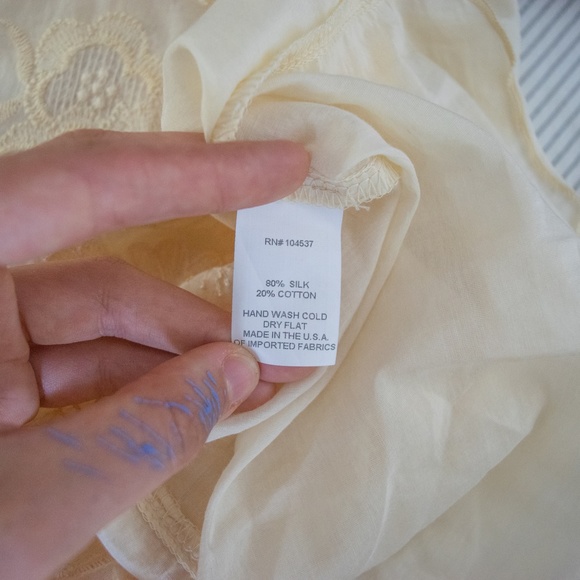 RN# 104537
80% SILK
20% COTTON
HAND WASH COLD
DRY FLAT
MADE IN THE U.S.A.
OF IMPORTED FABRICS